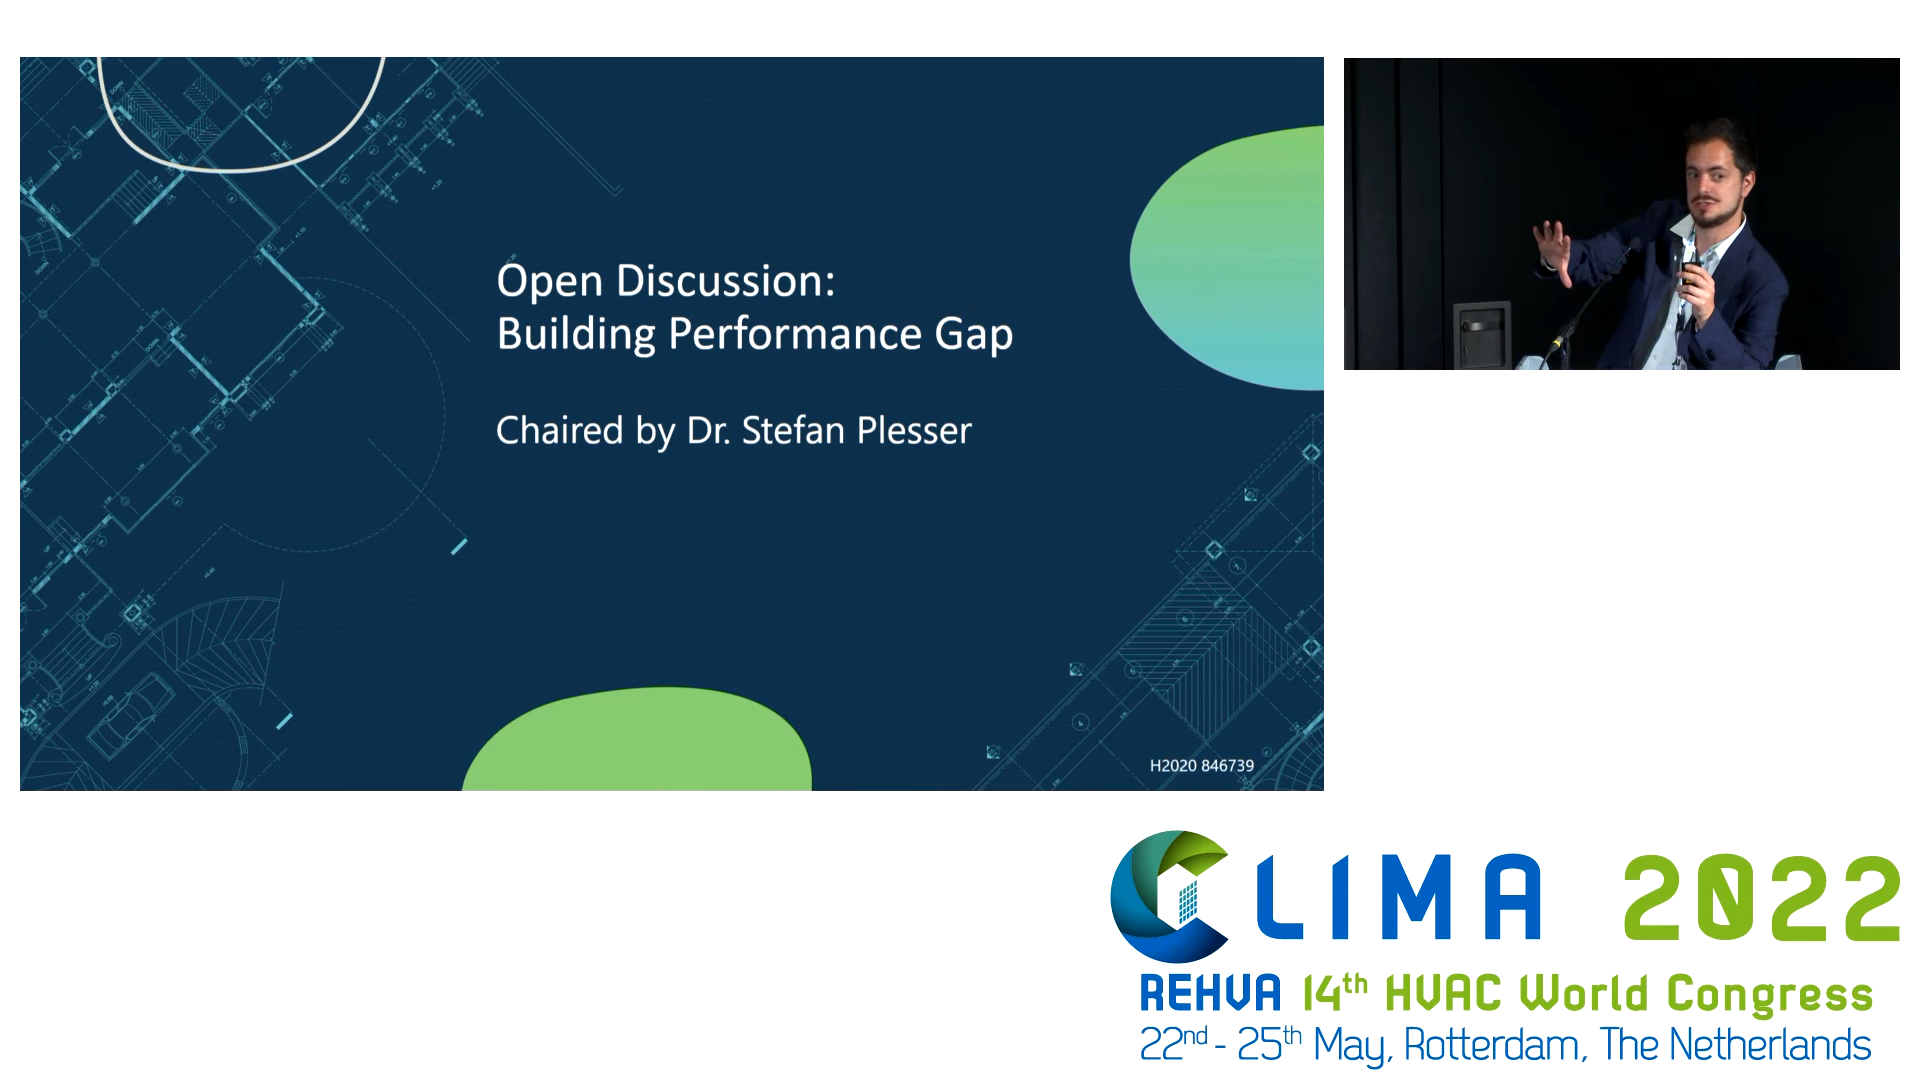 Open Discussion:
Building Performance Gap
Chaired by Dr. Stefan Plesser
H2020 846739
CLIMA 2022
REHVA 14th HVAC World Congress
22nd - 25th May, Rotterdam, The Netherlands